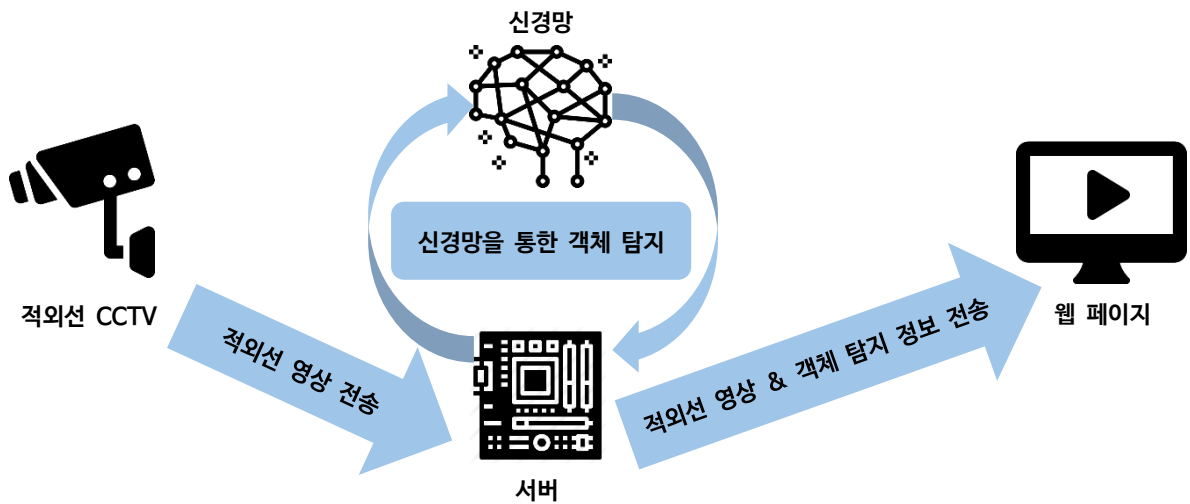 신경망
신경망을 통한 객체 탐지
적외선 CCTV
적외선 영상 전송
서버
적외선 영상 & 객체 탐지 정보 전송
웹 페이지